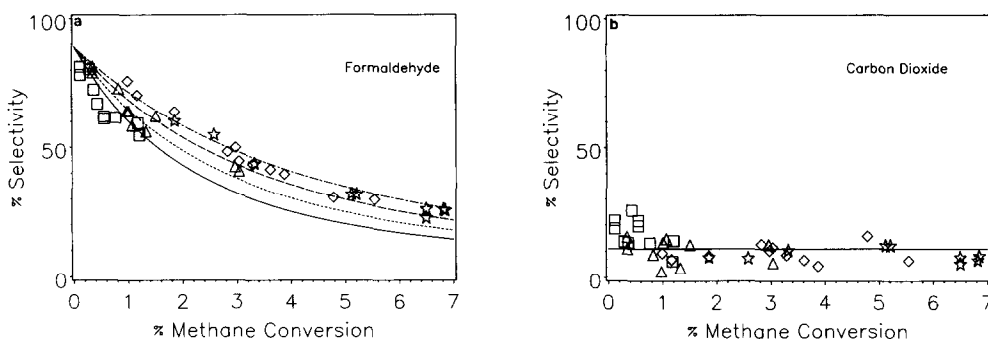 a
100
Formaldehyde
50
0
% Selectivity
0 1 2 3 4 5 6 7
% Methane Conversion
b
100
Carbon Dioxide
50
0
% Selectivity
0 1 2 3 4 5 6 7
% Methane Conversion